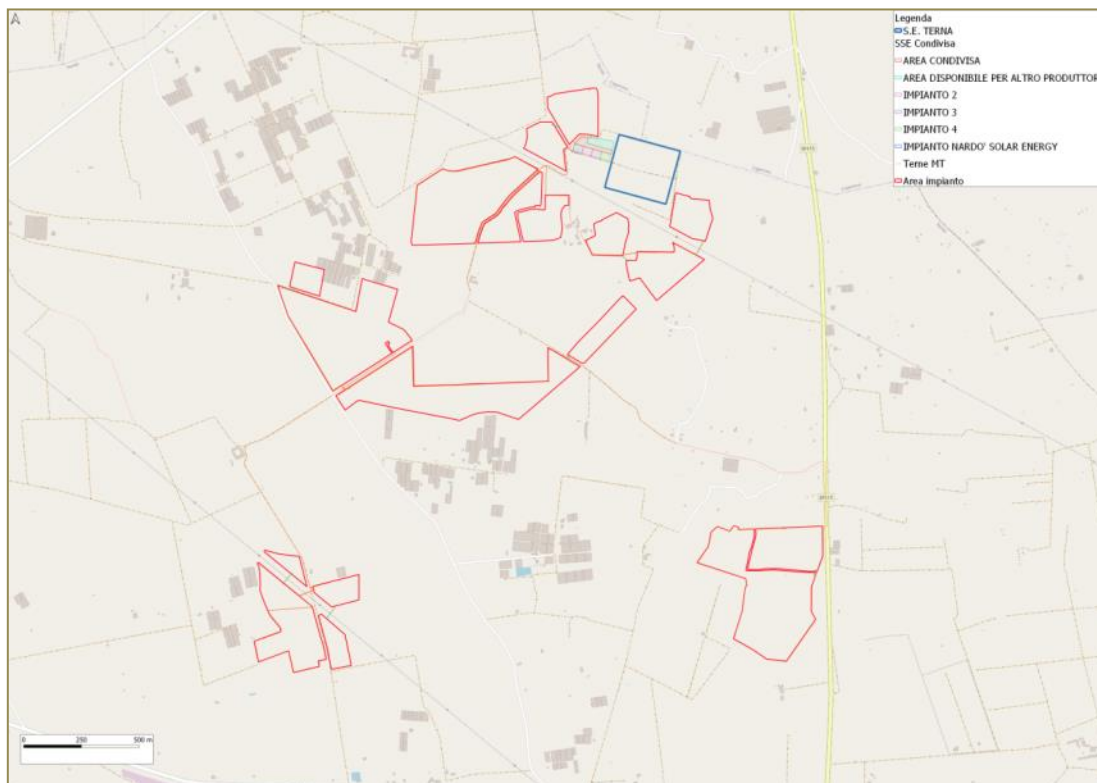 Legenda
S.E. TERNA
SSE Condivisa
AREA CONDIVISA
AREA DISPONIBILE PER ALTRO PRODUTTOR
IMPIANTO 2
IMPIANTO 3
IMPIANTO 4
IMPIANTO NARDO' SOLAR ENERGY
Terne MT
Area impianto
0 250 500 m